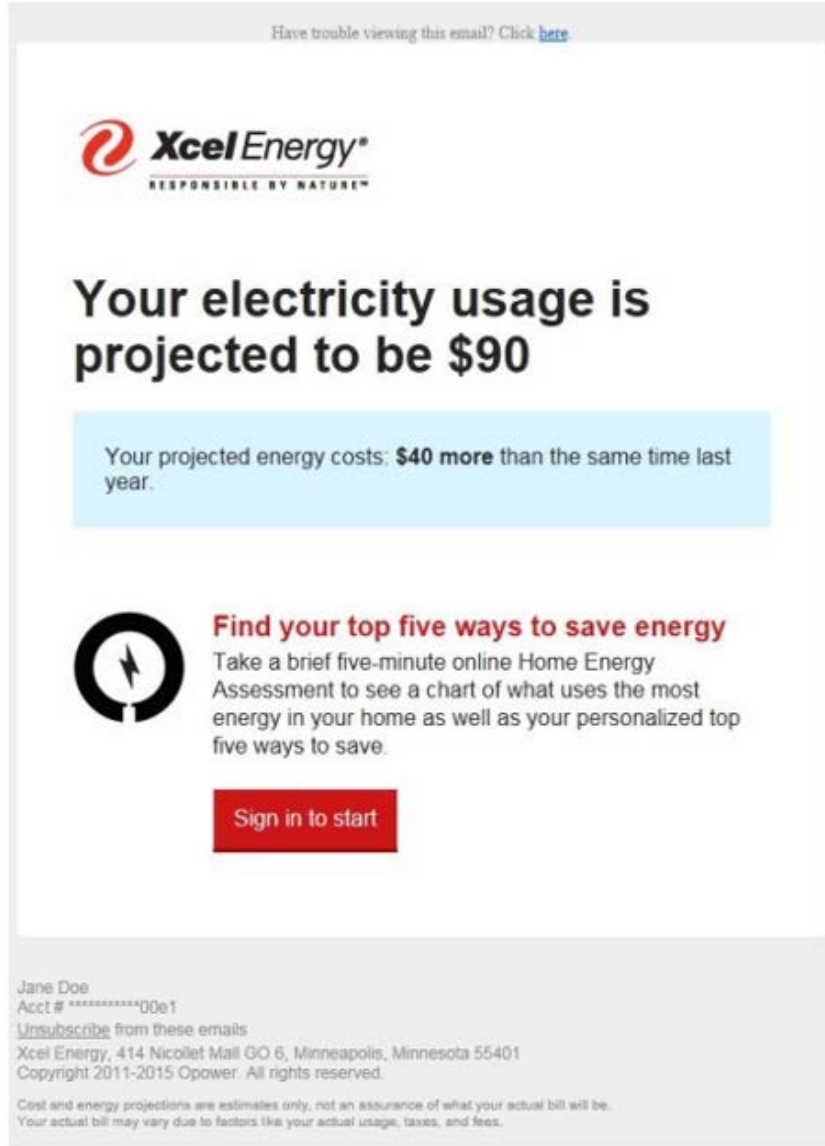 Have trouble viewing this email? Click here.
Xcel Energy®
RESPONSIBLE BY NATURE™
Your electricity usage is
projected to be $90
Your projected energy costs: $40 more than the same time last
year.
Find your top five ways to save energy
Take a brief five-minute online Home Energy
Assessment to see a chart of what uses the most
energy in your home as well as your personalized top
five ways to save.
Sign in to start
Jane Doe
Acct # ***********00e1
Unsubscribe from these emails
Xcel Energy, 414 Nicollet Mall GO 6, Minneapolis, Minnesota 55401
Copyright 2011-2015 Opower. All rights reserved.
Cost and energy projections are estimates only, not an assurance of what your actual bill will be.
Your actual bill may vary due to factors like your actual usage, taxes, and fees.